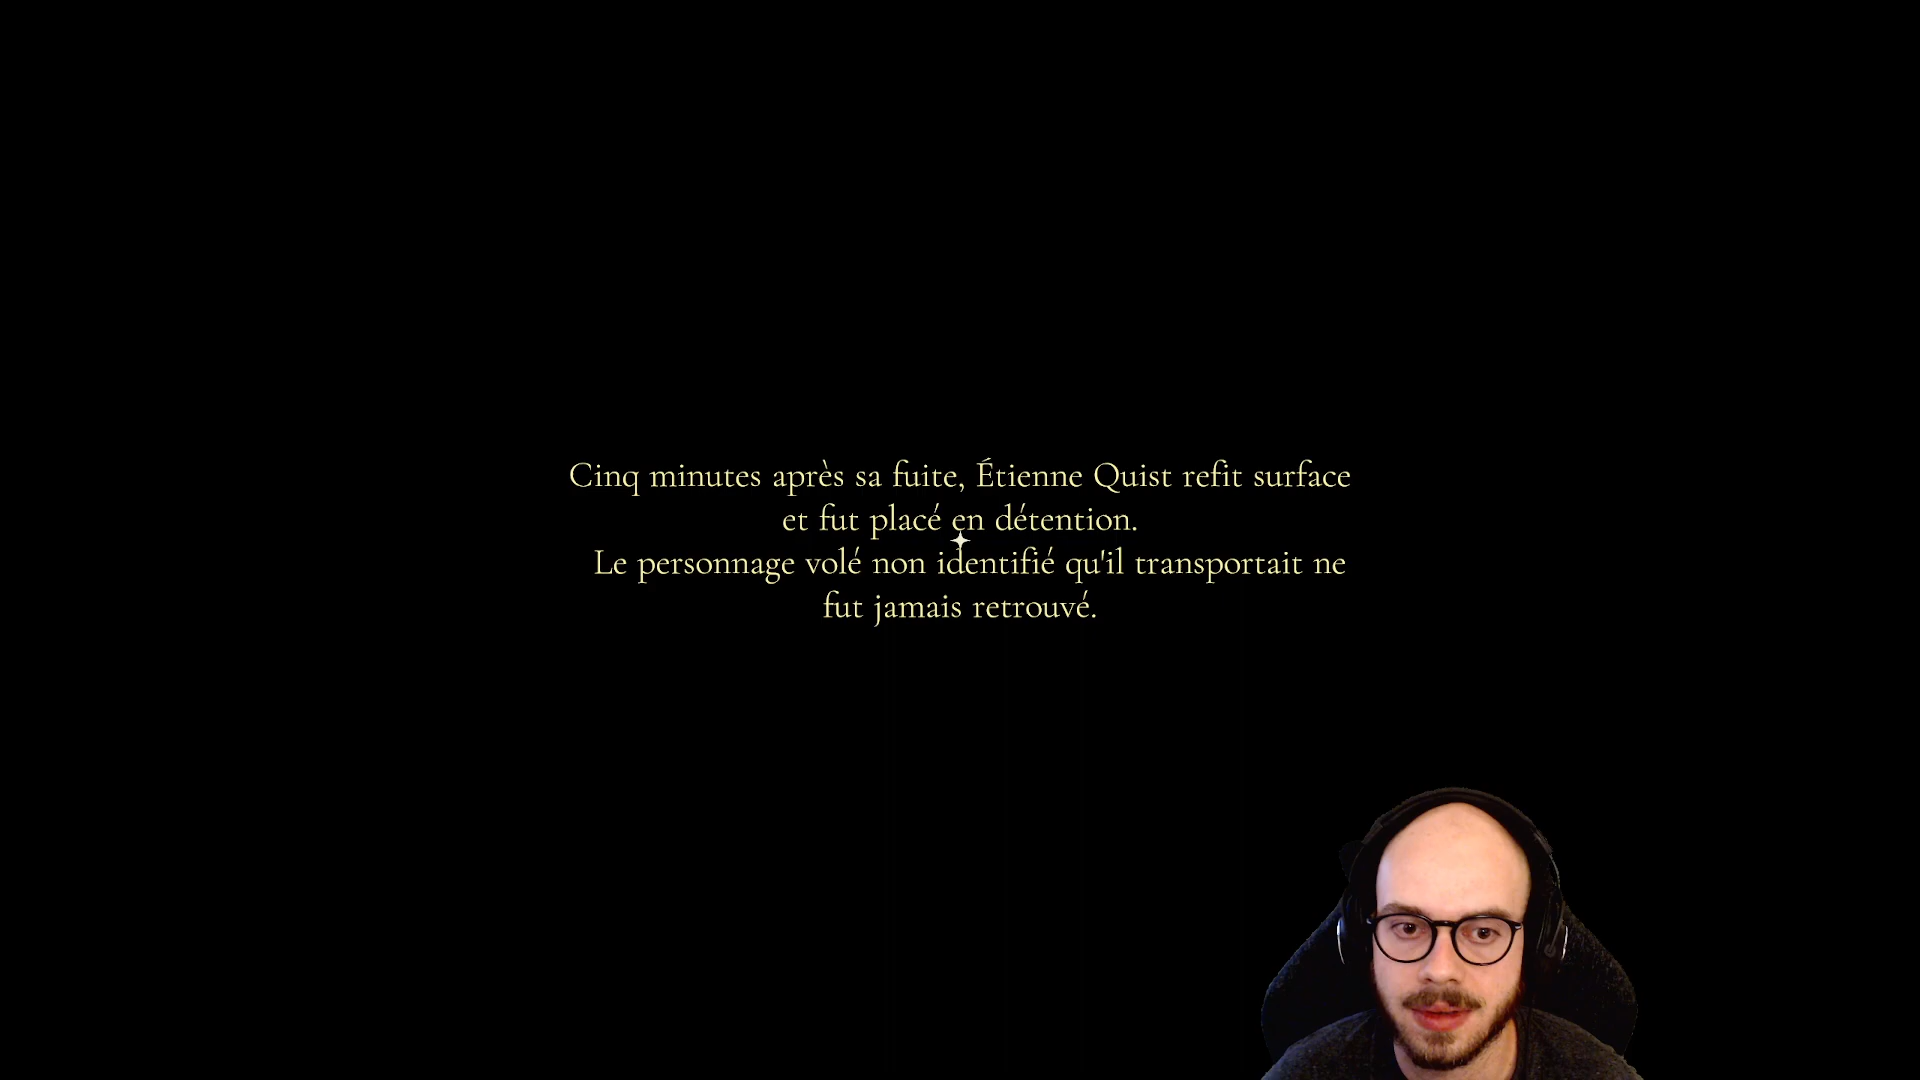 Cinq minutes après sa fuite, Étienne Quist refit surface
et fut placé en détention.
Le personnage volé non identifié qu'il transportait ne
fut jamais retrouvé.